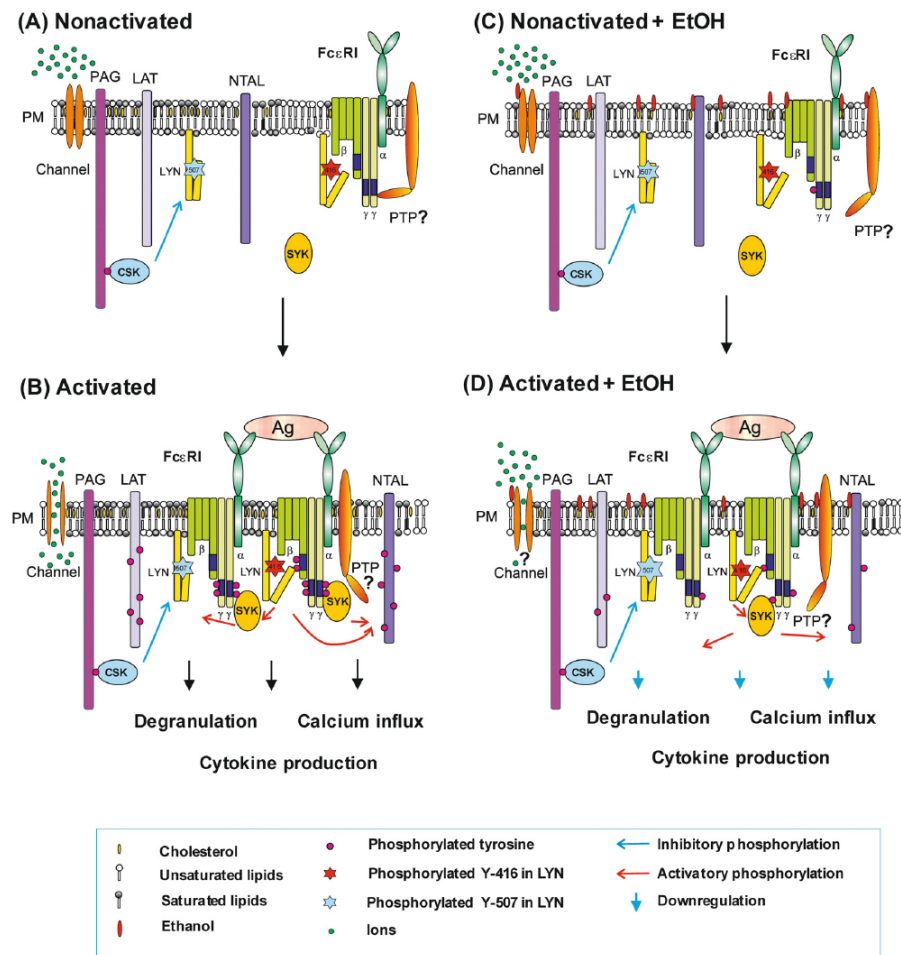 (A) Nonactivated
FcεRI
PAG LAT NTAL
PM
Channel
LYN
507
416
β
α
γ γ
PTP?
SYK
CSK
(C) Nonactivated + EtOH
FcεRI
PAG LAT
PM
Channel
LYN
507
416
β
α
γ γ
PTP?
SYK
CSK
(B) Activated
Ag
FcεRI
PAG LAT NTAL
PM
Channel
LYN
507
β
α
LYN
416
β
PTP
?
γ γ
SYK
γ γ
SYK
CSK
Degranulation Calcium influx
Cytokine production
(D) Activated + EtOH
Ag
FcεRI
PAG LAT NTAL
PM
?
Channel
LYN
507
β
α
LYN
416
β
α
γ γ
SYK
γ γ
PTP?
CSK
Degranulation Calcium influx
Cytokine production
Cholesterol
Unsaturated lipids
Saturated lipids
Ethanol
Phosphorylated tyrosine
Phosphorylated Y-416 in LYN
Phosphorylated Y-507 in LYN
Ions
Inhibitory phosphorylation
Activatory phosphorylation
Downregulation